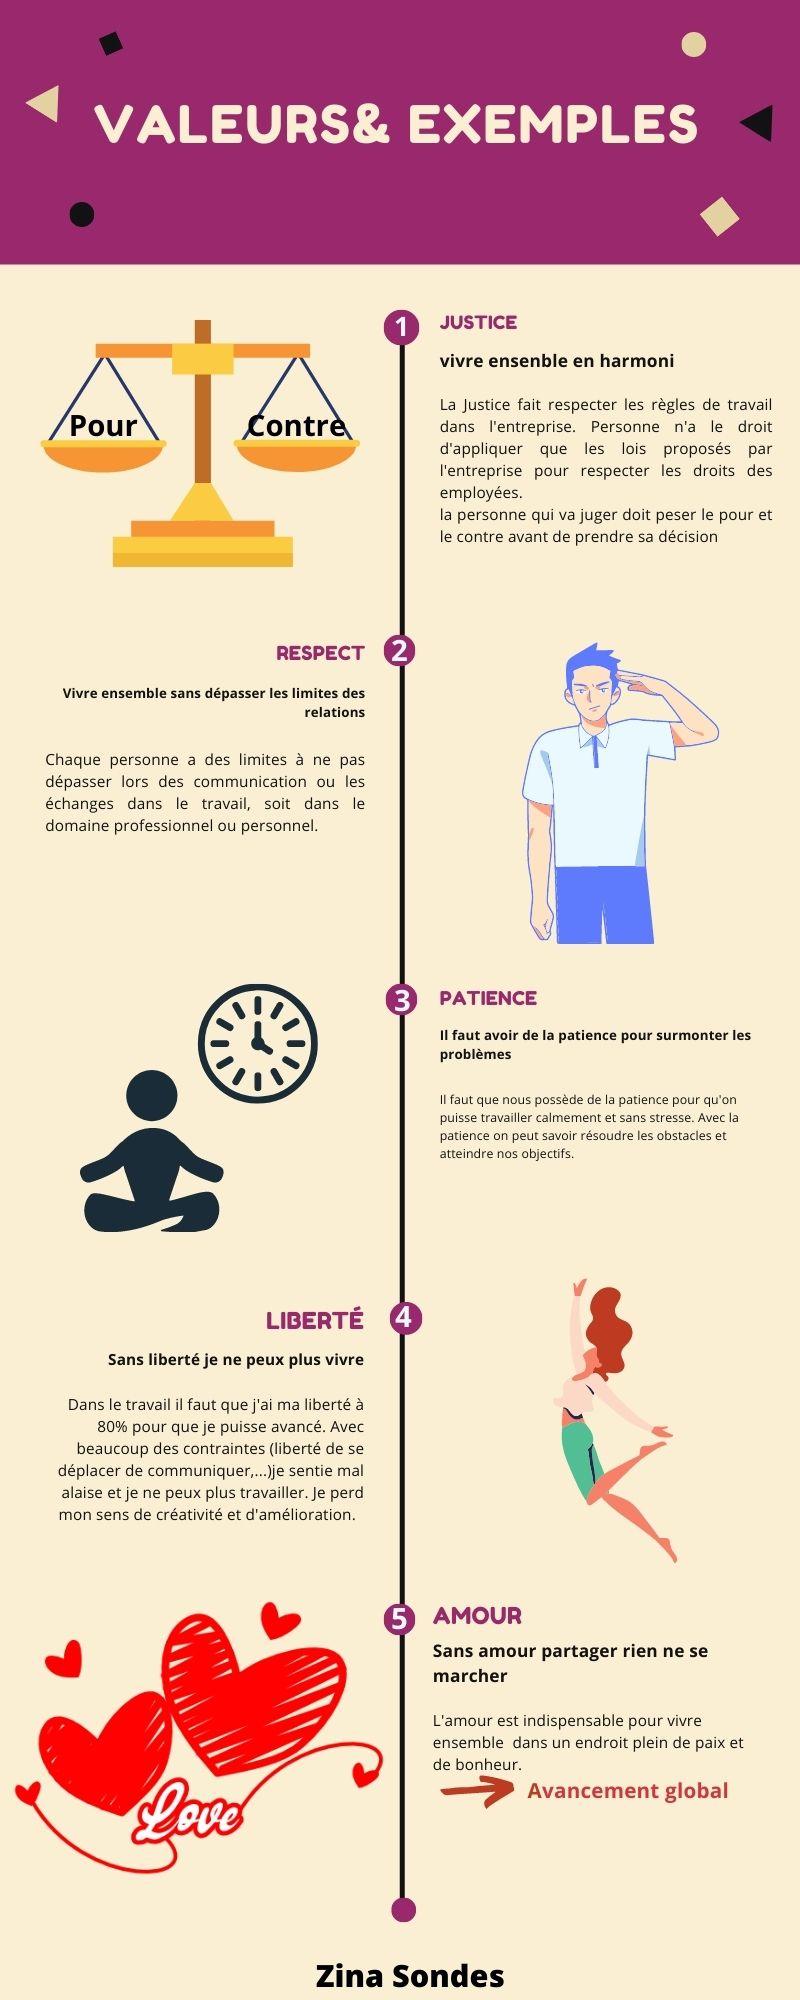 VALEURS& EXEMPLES
Pour
Contre
1
JUSTICE
vivre ensenble en harmoni
La Justice fait respecter les règles de travail
dans l'entreprise. Personne n'a le droit
d'appliquer que les lois proposés par
l'entreprise pour respecter les droits des
employées.
la personne qui va juger doit peser le pour et
le contre avant de prendre sa décision
RESPECT
2
Vivre ensemble sans dépasser les limites des
relations
Chaque personne a des limites à ne pas
dépasser lors des communication ou les
échanges dans le travail, soit dans le
domaine professionnel ou personnel.
3
PATIENCE
Il faut avoir de la patience pour surmonter les
problèmes
Il faut que nous possède de la patience pour qu'on
puisse travailler calmement et sans stresse. Avec la
patience on peut savoir résoudre les obstacles et
atteindre nos objectifs.
LIBERTÉ
4
Sans liberté je ne peux plus vivre
Dans le travail il faut que j'ai ma liberté à
80% pour que je puisse avancé. Avec
beaucoup des contraintes (liberté de se
déplacer de communiquer,...)je sentie mal
alaise et je ne peux plus travailler. Je perd
mon sens de créativité et d'amélioration.
5
AMOUR
Sans amour partager rien ne se
marcher
L'amour est indispensable pour vivre
ensemble dans un endroit plein de paix et
de bonheur.
Avancement global
Love
Zina Sondes